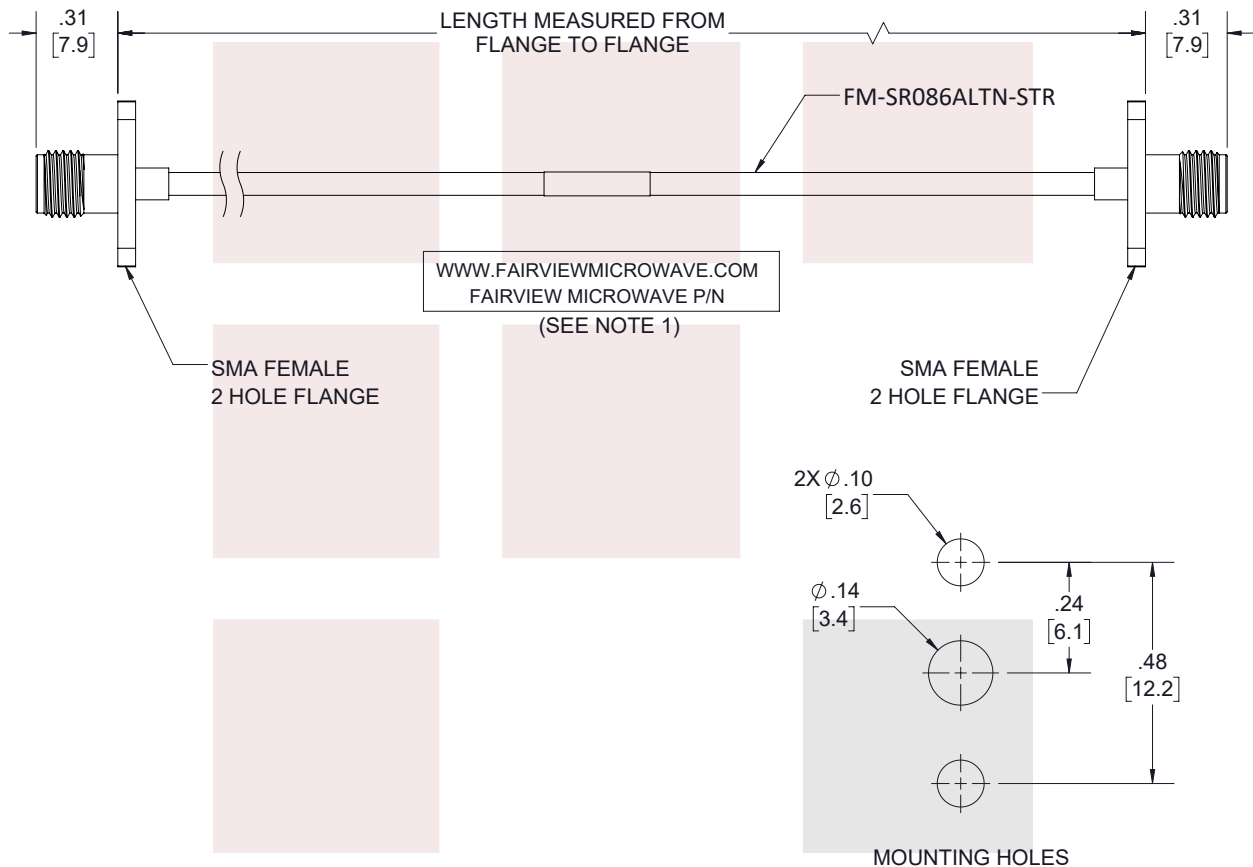 .31
[7.9]
LENGTH MEASURED FROM
FLANGE TO FLANGE
.31
[7.9]
FM-SR086ALTN-STR
WWW.FAIRVIEWMICROWAVE.COM
FAIRVIEW MICROWAVE P/N
(SEE NOTE 1)
SMA FEMALE
2 HOLE FLANGE
SMA FEMALE
2 HOLE FLANGE
2X ∅ .10
[2.6]
∅ .14
[3.4]
.24
[6.1]
.48
[12.2]
MOUNTING HOLES